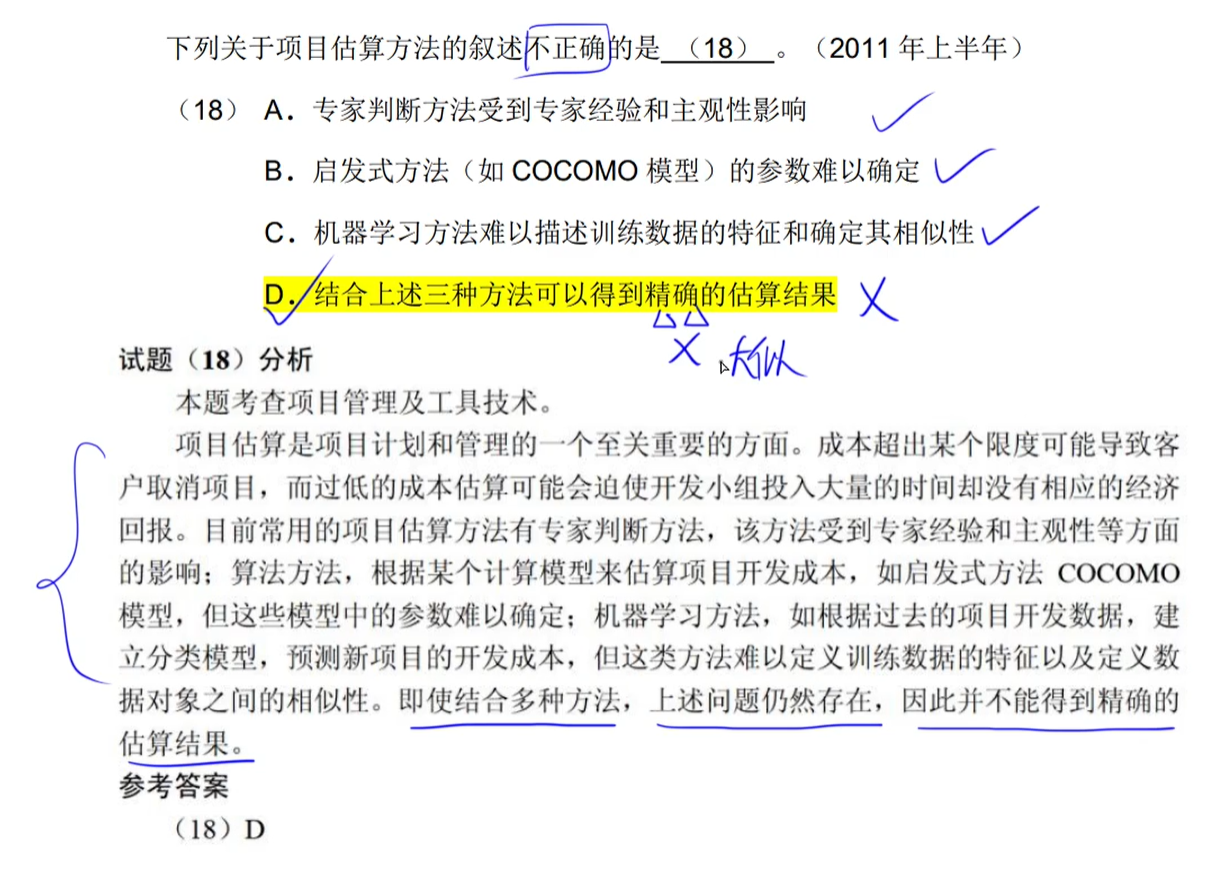 下列关于项目估算方法的叙述不正确的是 （18） 。（2011 年上半年）
（18） A．专家判断方法受到专家经验和主观性影响
B．启发式方法（如 COCOMO 模型）的参数难以确定
C．机器学习方法难以描述训练数据的特征和确定其相似性
D．结合上述三种方法可以得到精确的估算结果
试题（18）分析
本题考查项目管理及工具技术。
项目估算是项目计划和管理的一个至关重要的方面。成本超出某个限度可能导致客
户取消项目，而过低的成本估算可能会迫使开发小组投入大量的时间却没有相应的经济
回报。目前常用的项目估算方法有专家判断方法，该方法受到专家经验和主观性等方面
的影响；算法方法，根据某个计算模型来估算项目开发成本，如启发式方法 COCOMO
模型，但这些模型中的参数难以确定；机器学习方法，如根据过去的项目开发数据，建
立分类模型，预测新项目的开发成本，但这类方法难以定义训练数据的特征以及定义数
据对象之间的相似性。即使结合多种方法，上述问题仍然存在，因此并不能得到精确的
估算结果。
参考答案
（18）D